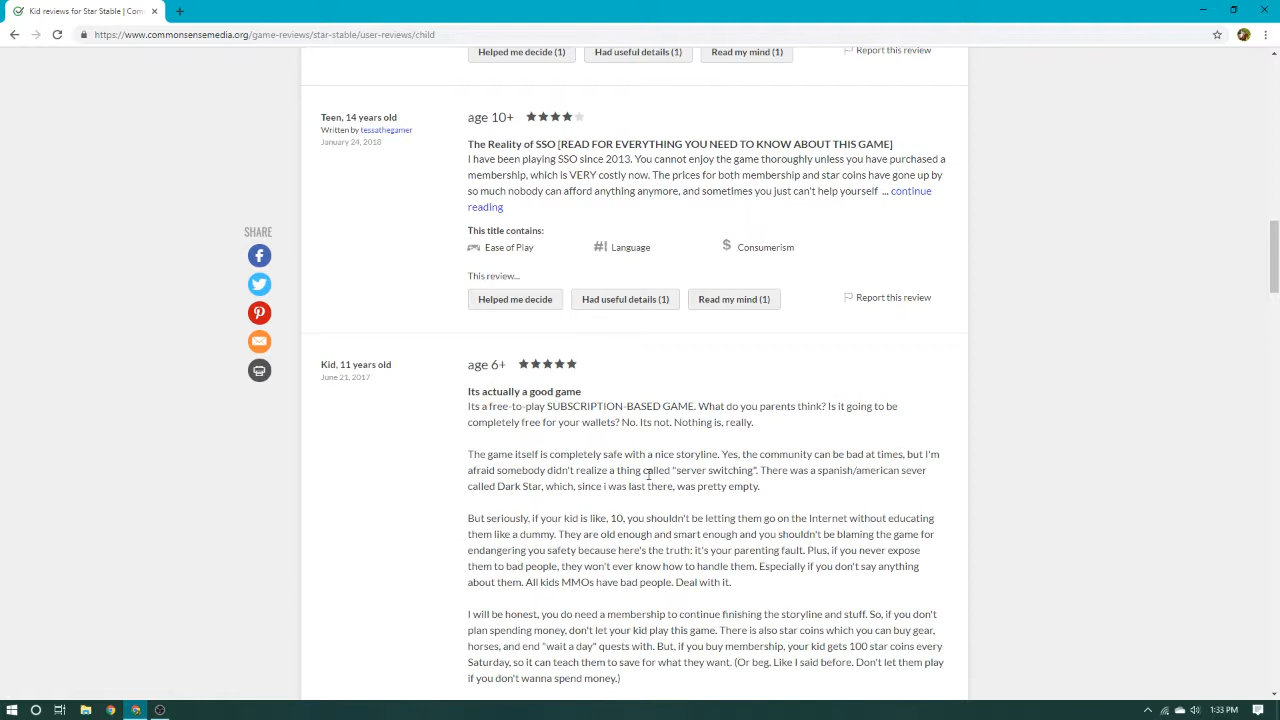 Kid reviews for Star Stable | Com
https://www.commonsensemedia.org/game-reviews/star-stable/user-reviews/child
Helped me decide (1)
Had useful details (1)
Read my mind (1)
Report this review
Teen, 14 years old
Written by tessathegamer
January 24, 2018
age 10+
The Reality of SSO [READ FOR EVERYTHING YOU NEED TO KNOW ABOUT THIS GAME]
I have been playing SSO since 2013. You cannot enjoy the game thoroughly unless you have purchased a
membership, which is VERY costly now. The prices for both membership and star coins have gone up by
so much nobody can afford anything anymore, and sometimes you just can't help yourself ... continue
reading
This title contains:
Ease of Play
#! Language
$ Consumerism
This review...
Helped me decide
Had useful details (1)
Read my mind (1)
Report this review
SHARE
Kid, 11 years old
June 21, 2017
age 6+
Its actually a good game
Its a free-to-play SUBSCRIPTION-BASED GAME. What do you parents think? Is it going to be
completely free for your wallets? No. Its not. Nothing is, really.
The game itself is completely safe with a nice storyline. Yes, the community can be bad at times, but I'm
afraid somebody didn't realize a thing called "server switching". There was a spanish/american sever
called Dark Star, which, since i was last there, was pretty empty.
But seriously, if your kid is like, 10, you shouldn't be letting them go on the Internet without educating
them like a dummy. They are old enough and smart enough and you shouldn't be blaming the game for
endangering you safety because here's the truth: it's your parenting fault. Plus, if you never expose
them to bad people, they won't ever know how to handle them. Especially if you don't say anything
about them. All kids MMOs have bad people. Deal with it.
I will be honest, you do need a membership to continue finishing the storyline and stuff. So, if you don't
plan spending money, don't let your kid play this game. There is also star coins which you can buy gear,
horses, and end "wait a day" quests with. But, if you buy membership, your kid gets 100 star coins every
Saturday, so it can teach them to save for what they want. (Or beg. Like I said before. Don't let them play
if you don't wanna spend money.)
1:33 PM